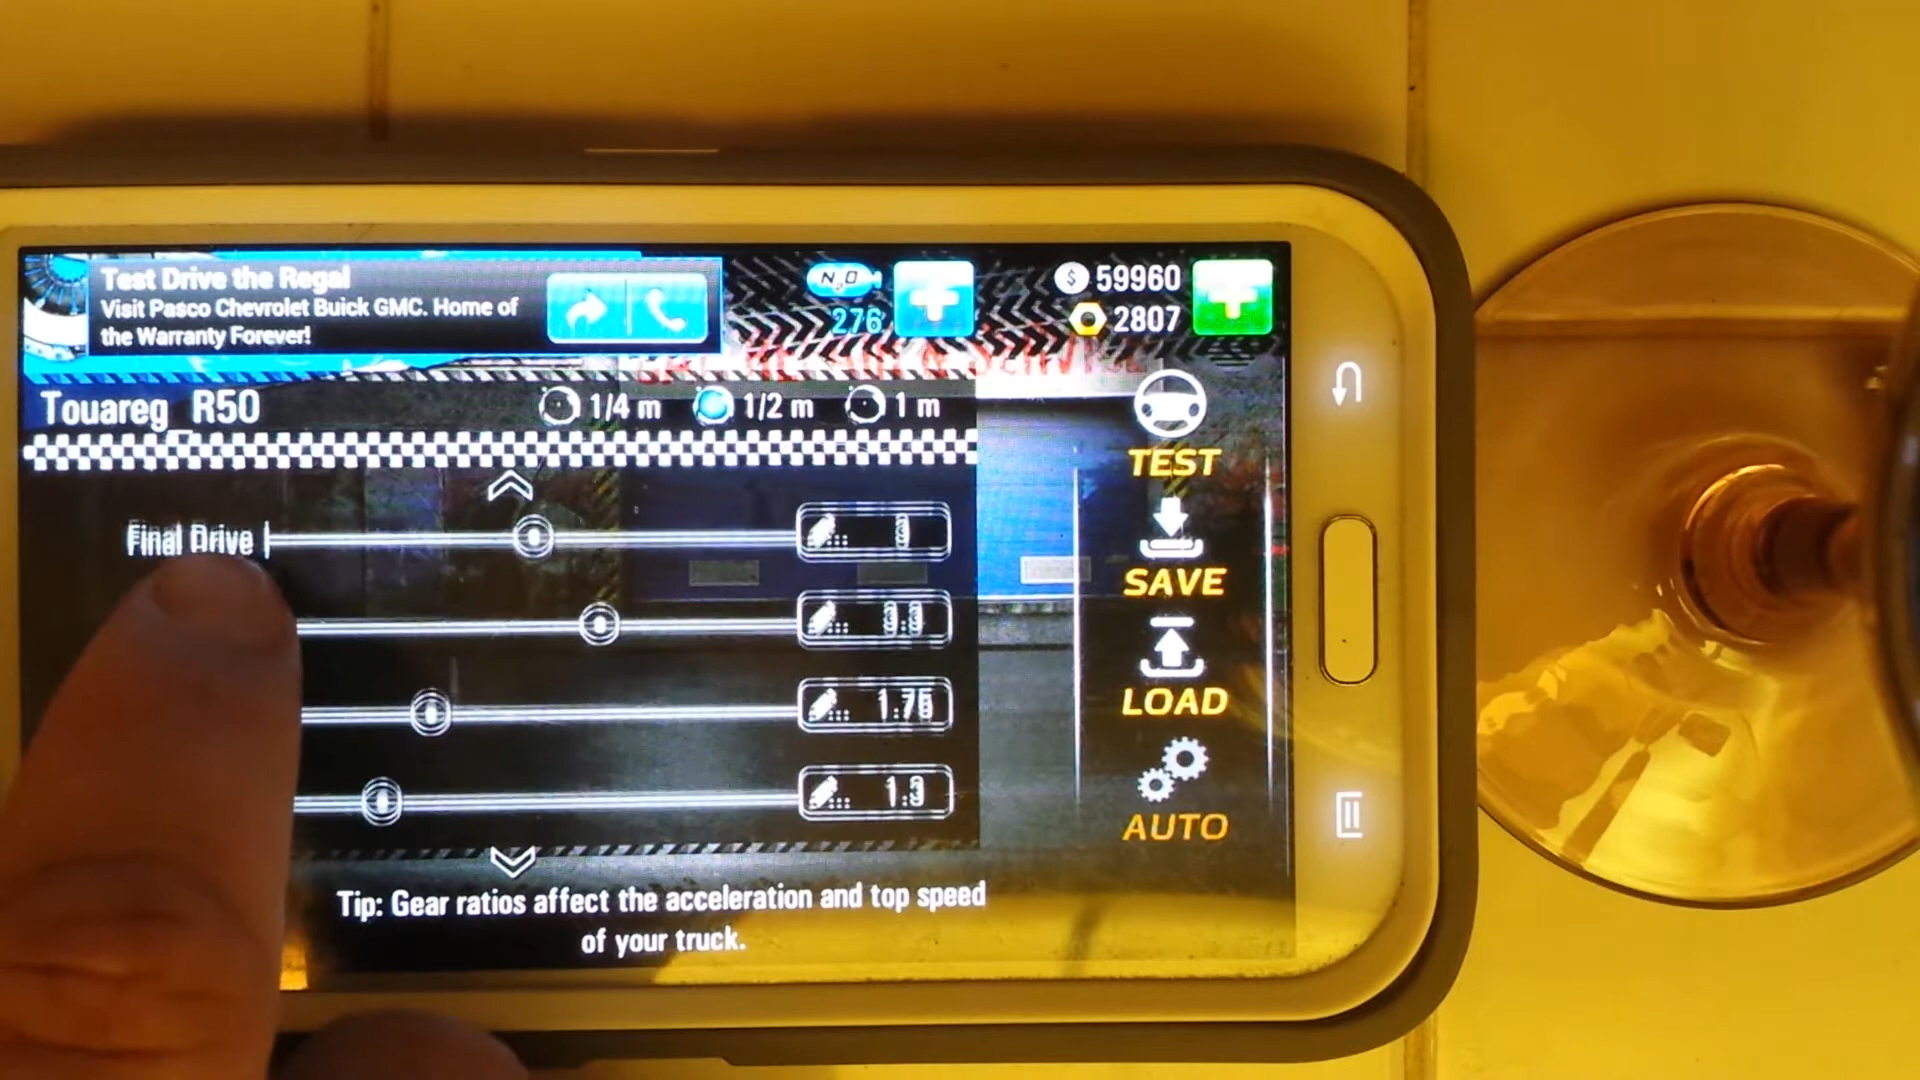 Test Drive the Regal
Visit Pasco Chevrolet Buick GMC. Home of
the Warranty Forever!
N2O
276
$ 59960
2807
Touareg R50
1/4 m 1/2 m 1 m
TEST
Final Drive
SAVE
1.75
LOAD
1.3
AUTO
Tip: Gear ratios affect the acceleration and top speed
of your truck.